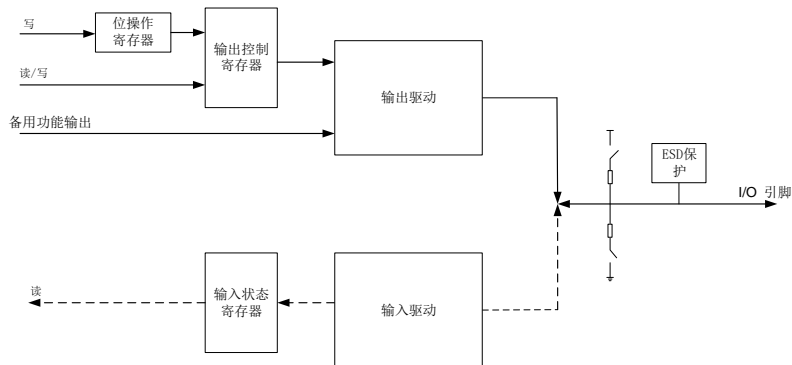 写
位操作
寄存器
输出控制
寄存器
读/写
输出驱动
备用功能输出
ESD保
护
I/O 引脚
读
输入状态
寄存器
输入驱动